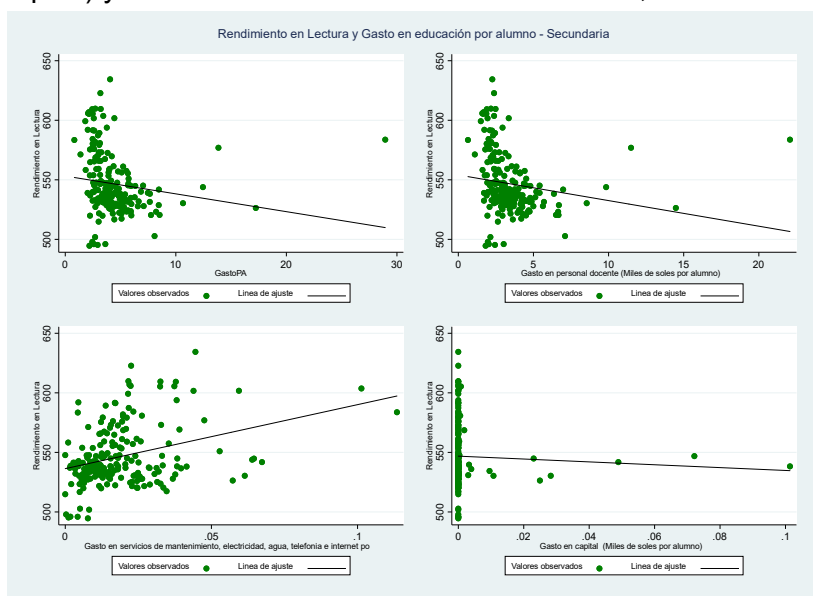 Rendimiento en Lectura y Gasto en educación por alumno - Secundaria
Rendimiento en Lectura
650
600
550
500
0 10 20 30
GastoPA
Valores observados Linea de ajuste
Rendimiento en Lectura
650
600
550
500
0 5 10 15 20
Gasto en personal docente (Miles de soles por alumno)
Valores observados Linea de ajuste
Rendimiento en Lectura
650
600
550
500
0 .05 .1
Gasto en servicios de mantenimiento, electricidad, agua, telefonia e internet po
Valores observados Linea de ajuste
Rendimiento en Lectura
650
600
550
500
0 .02 .04 .06 .08 .1
Gasto en capital (Miles de soles por alumno)
Valores observados Linea de ajuste